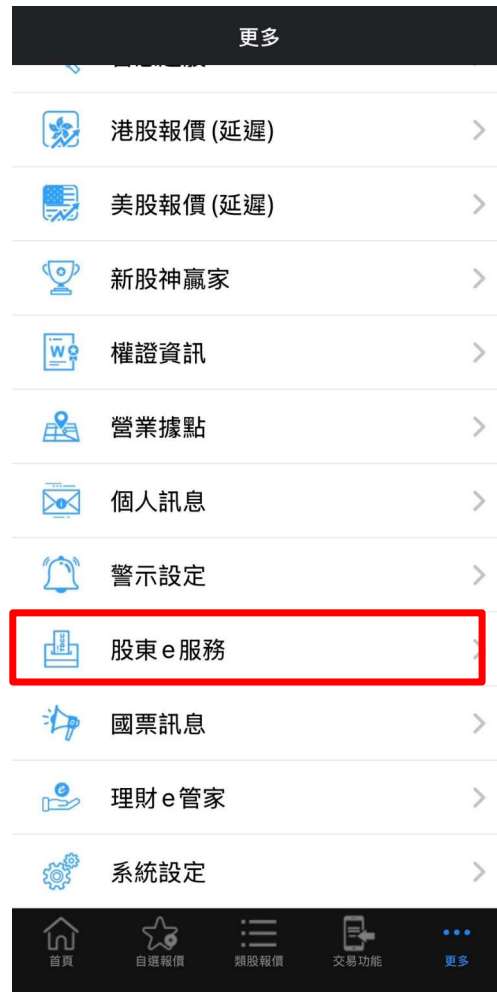 更多
港股報價 (延遲)
美股報價 (延遲)
新股神贏家
權證資訊
營業據點
個人訊息
警示設定
股東e服務
國票訊息
理財e管家
系統設定
首頁
自選報價
類股報價
交易功能
更多